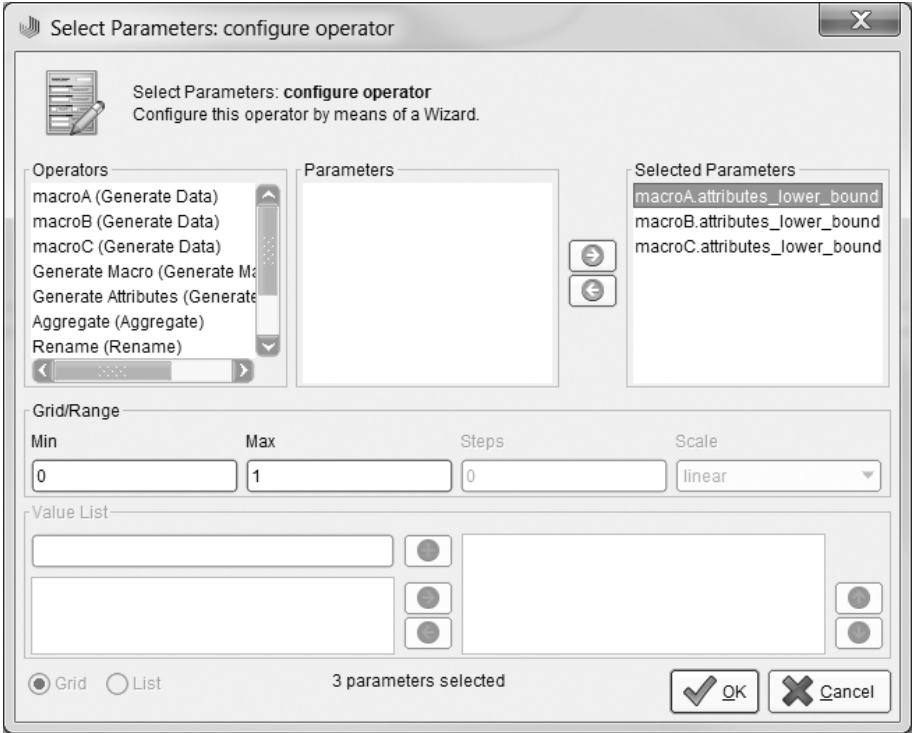 Select Parameters: configure operator
X
Select Parameters: configure operator
Configure this operator by means of a Wizard.
Operators
macroA (Generate Data)
macroB (Generate Data)
macroC (Generate Data)
Generate Macro (Generate Ma
Generate Attributes (Generate
Aggregate (Aggregate)
Rename (Rename)
Parameters
Selected Parameters
macroA.attributes_lower_bound
macroB.attributes_lower_bound
macroC.attributes_lower_bound
Grid/Range
Min
Max
Steps
Scale
0
1
0
linear
Value List
Grid
List
3 parameters selected
OK
Cancel